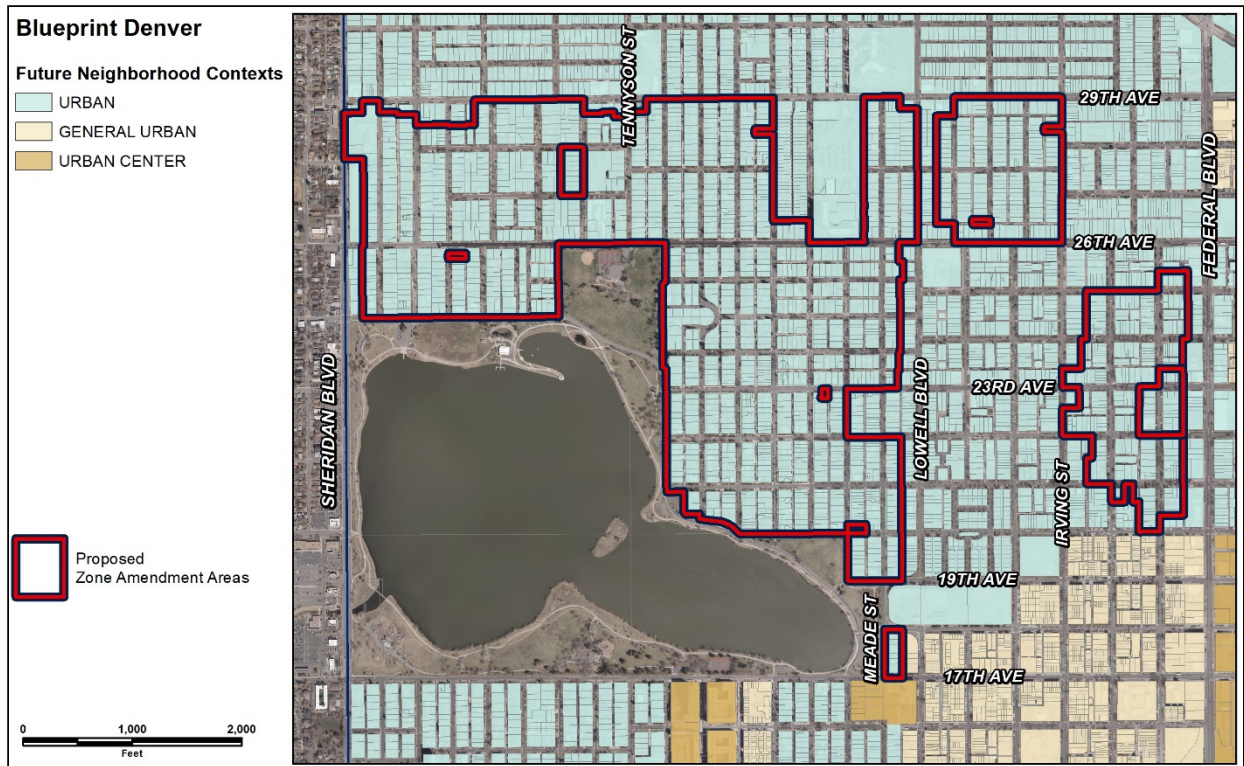 Blueprint Denver
Future Neighborhood Contexts
URBAN
GENERAL URBAN
URBAN CENTER
Proposed
Zone Amendment Areas
0 1,000 2,000
Feet
TENNYSON ST
29TH AVE
FEDERAL BLVD
26TH AVE
SHERIDAN BLVD
23RD AVE
LOWELL BLVD
IRVING ST
19TH AVE
MEADE ST
17TH AVE